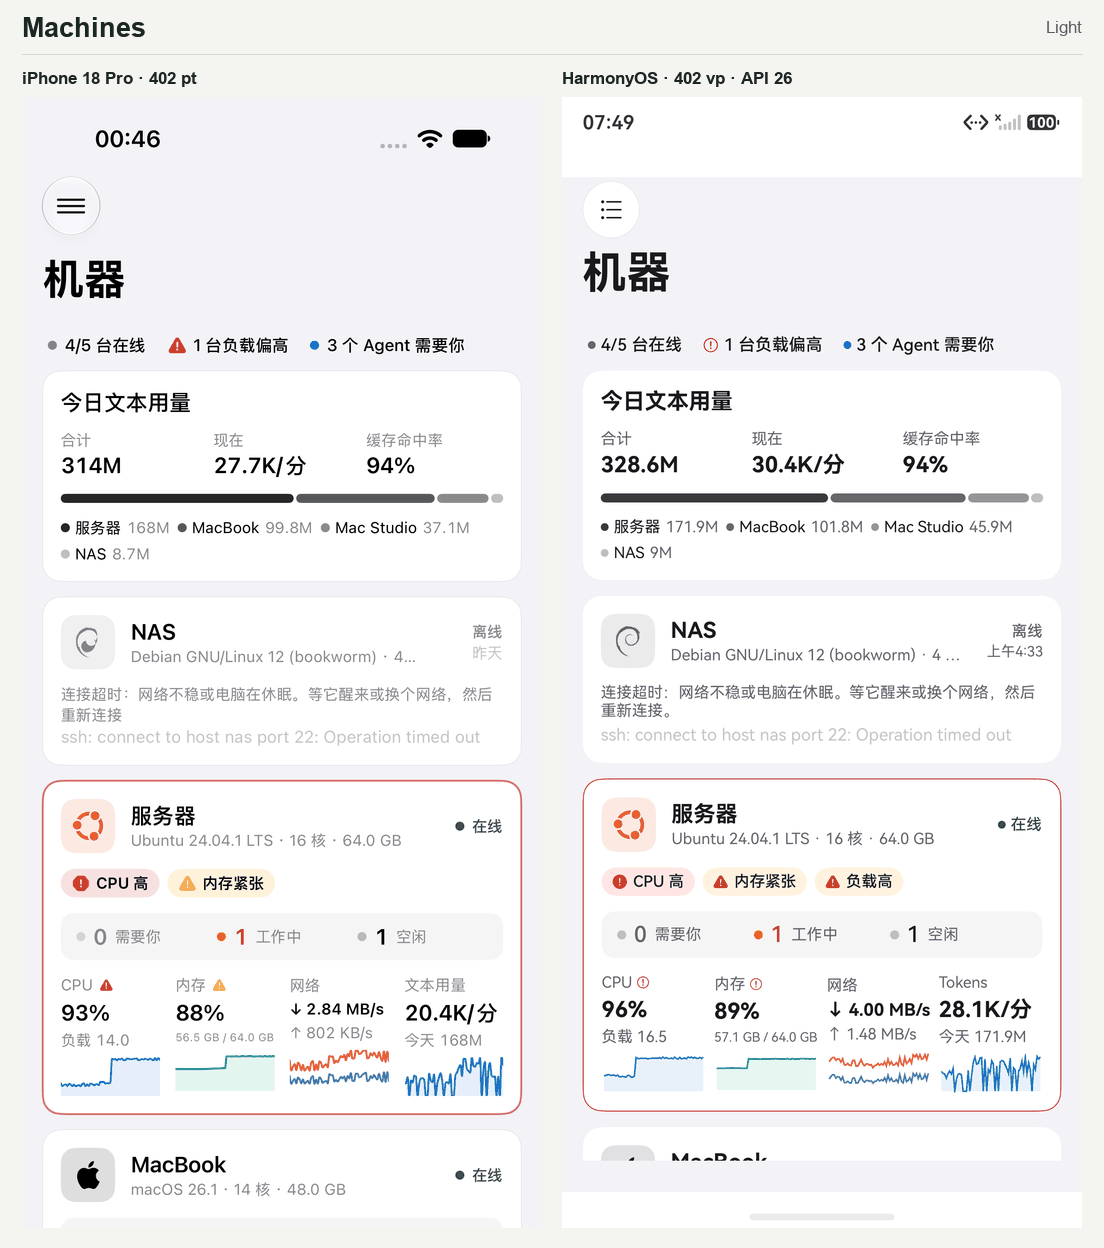 Machines
Light
iPhone 18 Pro · 402 pt
00:46
机器
4/5 台在线 1 台负载偏高 3 个 Agent 需要你
今日文本用量
合计 现在 缓存命中率
314M 27.7K/分 94%
服务器 168M MacBook 99.8M Mac Studio 37.1M
NAS 8.7M
NAS
离线
Debian GNU/Linux 12 (bookworm) · 4...
昨天
连接超时：网络不稳或电脑在休眠。等它醒来或换个网络，然后
重新连接
ssh: connect to host nas port 22: Operation timed out
服务器
Ubuntu 24.04.1 LTS · 16 核 · 64.0 GB
在线
CPU 高 内存紧张
0 需要你 1 工作中 1 空闲
CPU 内存 网络 文本用量
93% 88% ↓ 2.84 MB/s 20.4K/分
负载 14.0 56.5 GB / 64.0 GB ↑ 802 KB/s 今天 168M
MacBook
macOS 26.1 · 14 核 · 48.0 GB
在线
HarmonyOS · 402 vp · API 26
07:49
100
机器
4/5 台在线 1 台负载偏高 3 个 Agent 需要你
今日文本用量
合计 现在 缓存命中率
328.6M 30.4K/分 94%
服务器 171.9M MacBook 101.8M Mac Studio 45.9M
NAS 9M
NAS
离线
Debian GNU/Linux 12 (bookworm) · 4 ...
上午4:33
连接超时：网络不稳或电脑在休眠。等它醒来或换个网络，然后
重新连接。
ssh: connect to host nas port 22: Operation timed out
服务器
Ubuntu 24.04.1 LTS · 16 核 · 64.0 GB
在线
CPU 高 内存紧张 负载高
0 需要你 1 工作中 1 空闲
CPU 内存 网络 Tokens
96% 89% ↓ 4.00 MB/s 28.1K/分
负载 16.5 57.1 GB / 64.0 GB ↑ 1.48 MB/s 今天 171.9M
MacBook